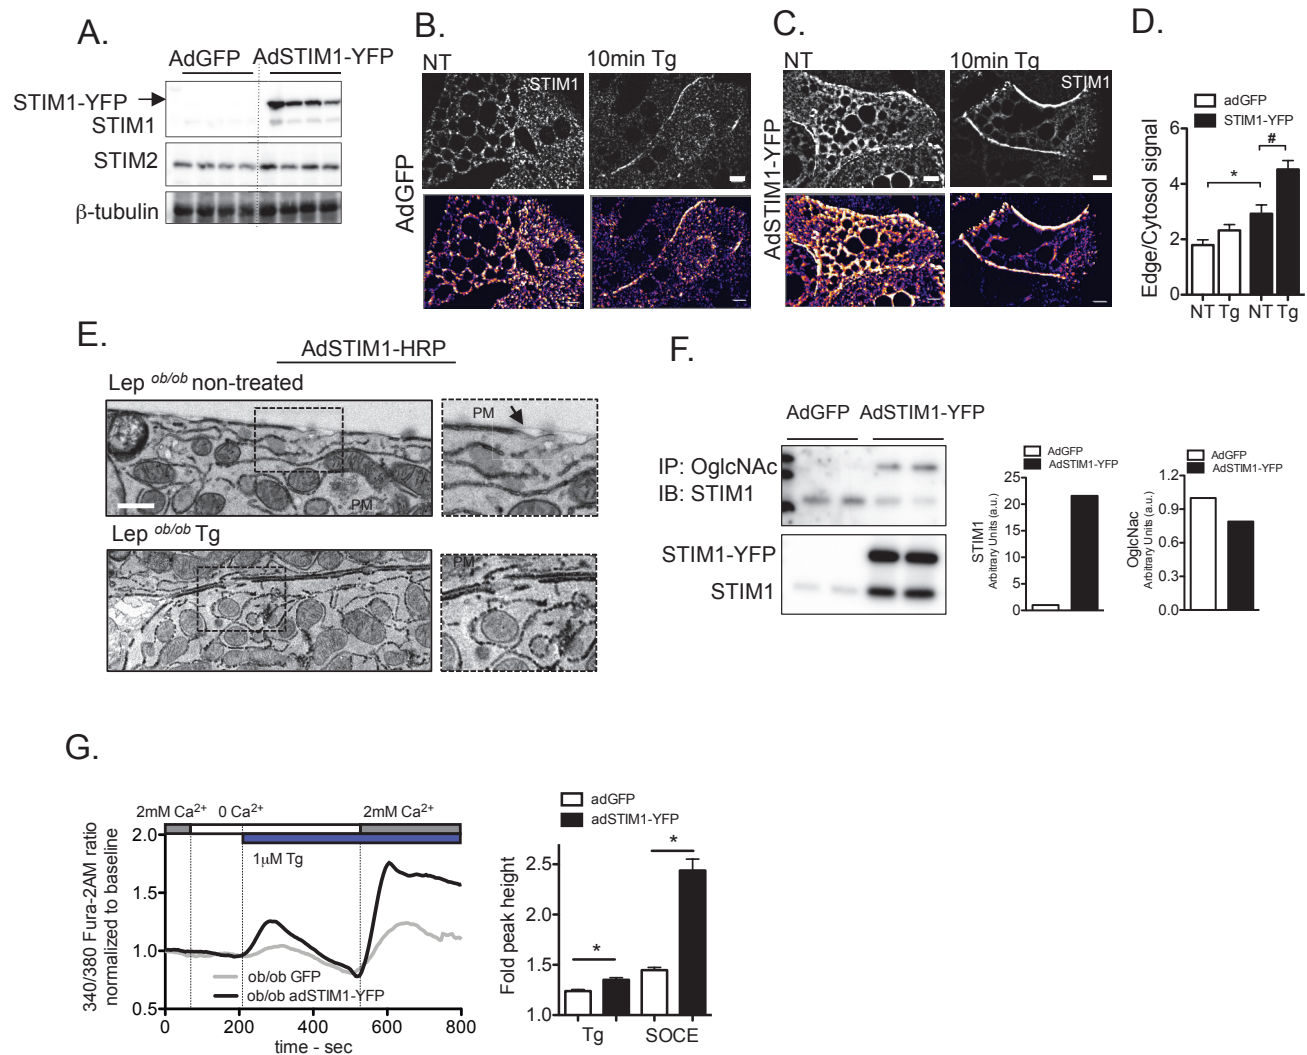 A.
AdGFP
AdSTIM1-YFP
STIM1-YFP
STIM1
STIM2
β-tubulin
B.
NT
10min Tg
STIM1
AdGFP
C.
NT
10min Tg
STIM1
AdSTIM1-YFP
D.
adGFP
STIM1-YFP
Edge/Cytosol signal
8
6
4
2
0
*
#
NT Tg NT Tg
E.
AdSTIM1-HRP
Lep ob/ob non-treated
PM
PM
Lep ob/ob Tg
PM
F.
AdGFP AdSTIM1-YFP
IP: OglcNAc
IB: STIM1
STIM1-YFP
STIM1
AdGFP
AdSTIM1-YFP
STIM1
Arbitrary Units (a.u.)
25
20
15
10
5
0
AdGFP
AdSTIM1-YFP
OglcNac
Arbitrary Units (a.u.)
1.2
0.9
0.6
0.3
0.0
G.
2mM Ca2+ 0 Ca2+ 2mM Ca2+
1μM Tg
340/380 Fura-2AM ratio
normalized to baseline
2.0
1.5
1.0
0.5
ob/ob GFP
ob/ob adSTIM1-YFP
0 200 400 600 800
time - sec
adGFP
adSTIM1-YFP
Fold peak height
2.5
2.0
1.5
1.0
*
*
Tg SOCE